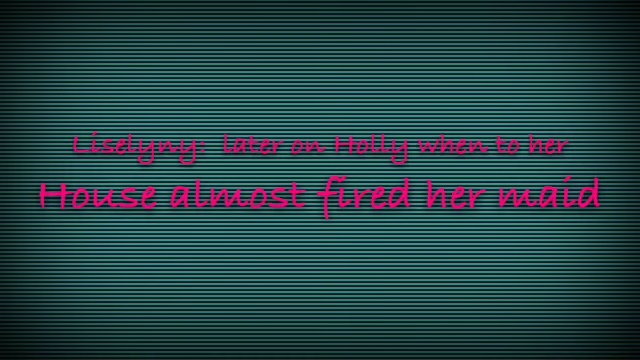 Liselyny:  later on Holly when to her
House almost fired her maid